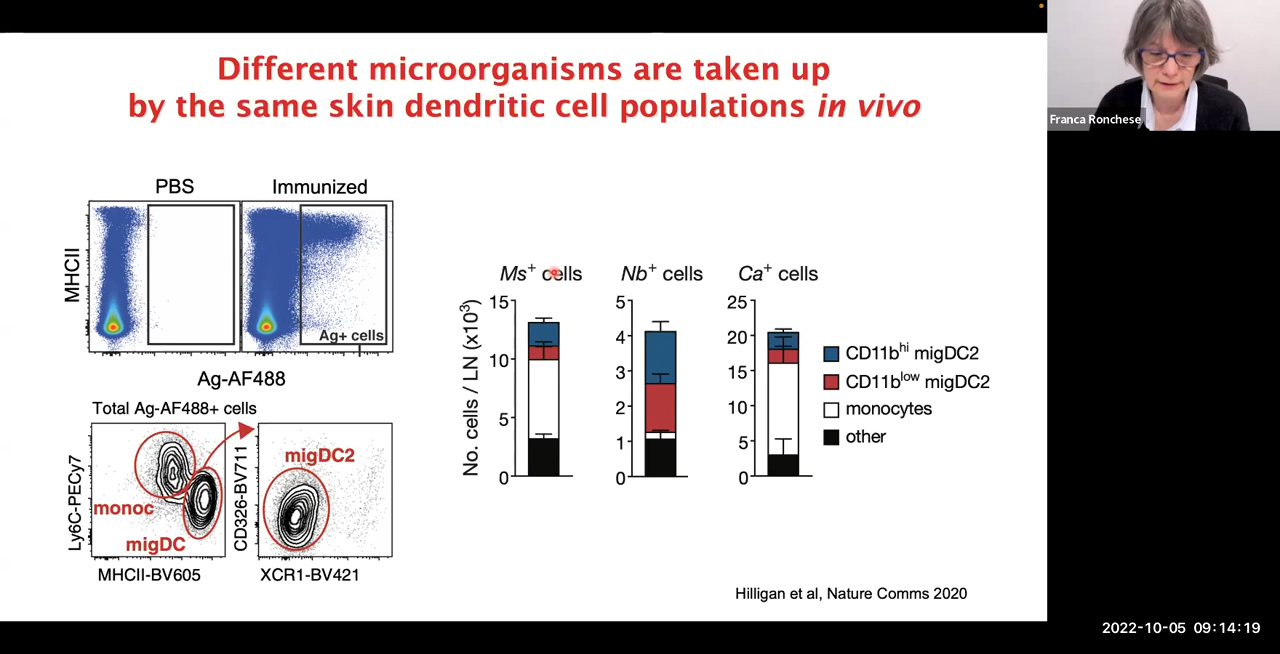 Different microorganisms are taken up
by the same skin dendritic cell populations in vivo
Franca Ronchese
PBS
Immunized
MHCII
Ag+ cells
Ag-AF488
Total Ag-AF488+ cells
Ly6C-PECy7
monoc
migDC
MHCII-BV605
CD326-BV711
migDC2
XCR1-BV421
No. cells / LN (x10³)
Ms⁺ cells
15
10
5
0
Nb⁺ cells
5
4
3
2
1
0
Ca⁺ cells
25
20
15
10
5
0
CD11bʰⁱ migDC2
CD11bˡᵒʷ migDC2
monocytes
other
Hilligan et al, Nature Comms 2020
2022-10-05 09:14:19